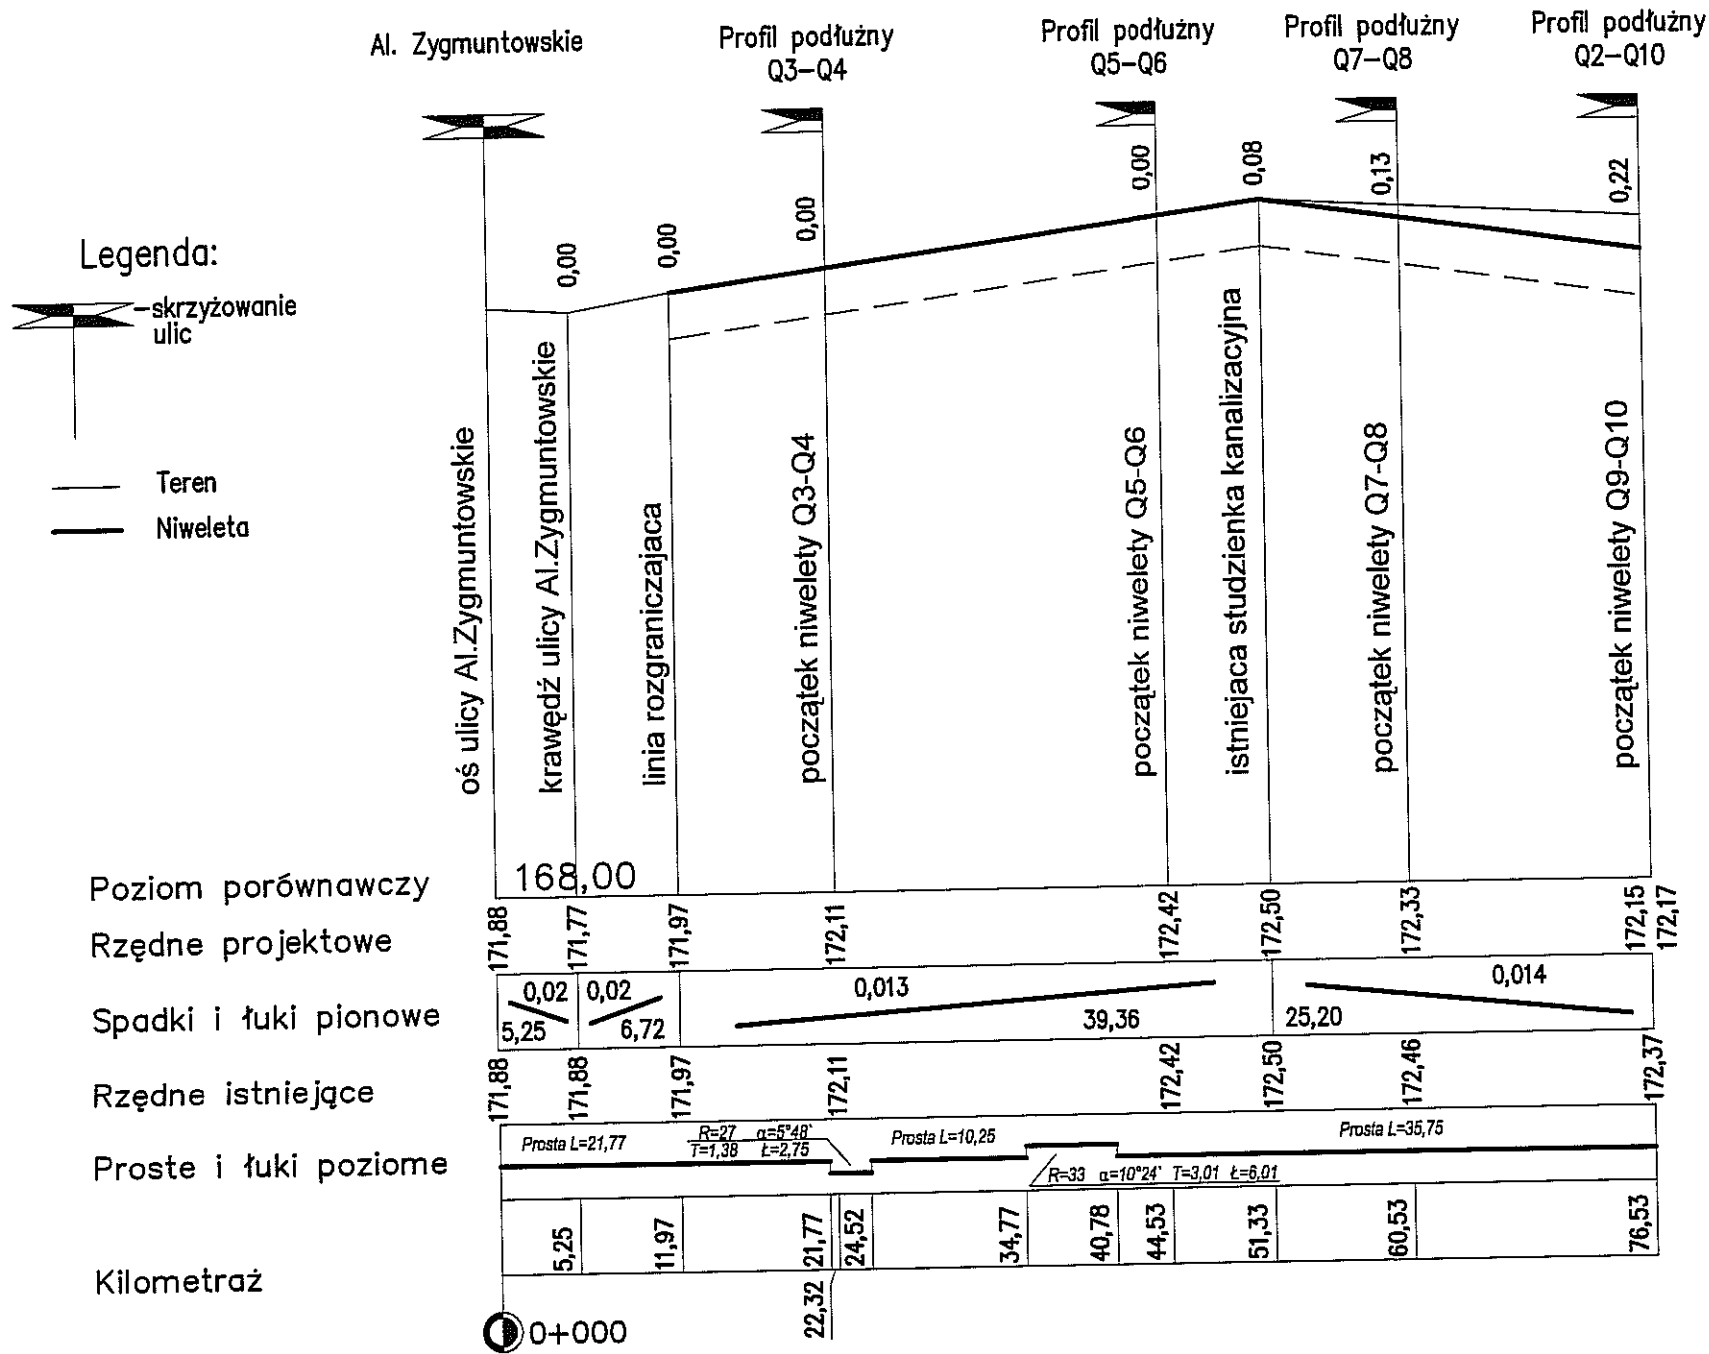 Al. Zygmuntowskie
Profil podłużny
Q3-Q4
Profil podłużny
Q5-Q6
Profil podłużny
Q7-Q8
Profil podłużny
Q2-Q10
0,00
0,00
0,00
0,00
0,08
0,13
0,22
Legenda:
-skrzyżowanie
ulic
Teren
Niweleta
oś ulicy Al.Zygmuntowskie
krawędź ulicy Al.Zygmuntowskie
linia rozgraniczajaca
początek niwelety Q3-Q4
początek niwelety Q5-Q6
istniejaca studzienka kanalizacyjna
początek niwelety Q7-Q8
początek niwelety Q9-Q10
Poziom porównawczy
168,00
Rzędne projektowe
171,88
171,77
171,97
172,11
172,42
172,50
172,33
172,15
172,17
Spadki i łuki pionowe
0,02
5,25
0,02
6,72
0,013
39,36
0,014
25,20
Rzędne istniejące
171,88
171,88
171,97
172,11
172,42
172,50
172,46
172,37
Proste i łuki poziome
Prosta L=21,77
R=27 α=5°48'
T=1,38 Ł=2,75
Prosta L=10,25
R=33 α=10°24' T=3,01 Ł=6,01
Prosta L=35,75
Kilometraż
5,25
11,97
21,77
24,52
34,77
40,78
44,53
51,33
60,53
76,53
22,32
0+000